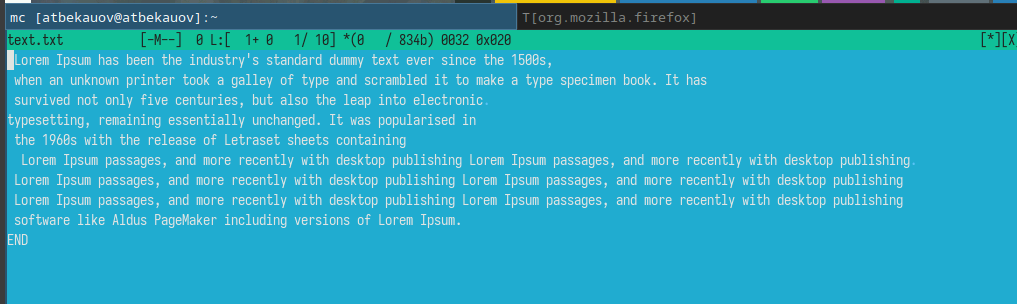 mc [atbekauov@atbekauov]:~
T[org.mozilla.firefox]
text.txt [-M--] 0 L:[ 1+ 0 1/ 10] *(0 / 834b) 0032 0x020 [*][X
Lorem Ipsum has been the industry's standard dummy text ever since the 1500s,
when an unknown printer took a galley of type and scrambled it to make a type specimen book. It has
survived not only five centuries, but also the leap into electronic.
typesetting, remaining essentially unchanged. It was popularised in
the 1960s with the release of Letraset sheets containing
Lorem Ipsum passages, and more recently with desktop publishing Lorem Ipsum passages, and more recently with desktop publishing.
Lorem Ipsum passages, and more recently with desktop publishing Lorem Ipsum passages, and more recently with desktop publishing
Lorem Ipsum passages, and more recently with desktop publishing Lorem Ipsum passages, and more recently with desktop publishing
software like Aldus PageMaker including versions of Lorem Ipsum.
END